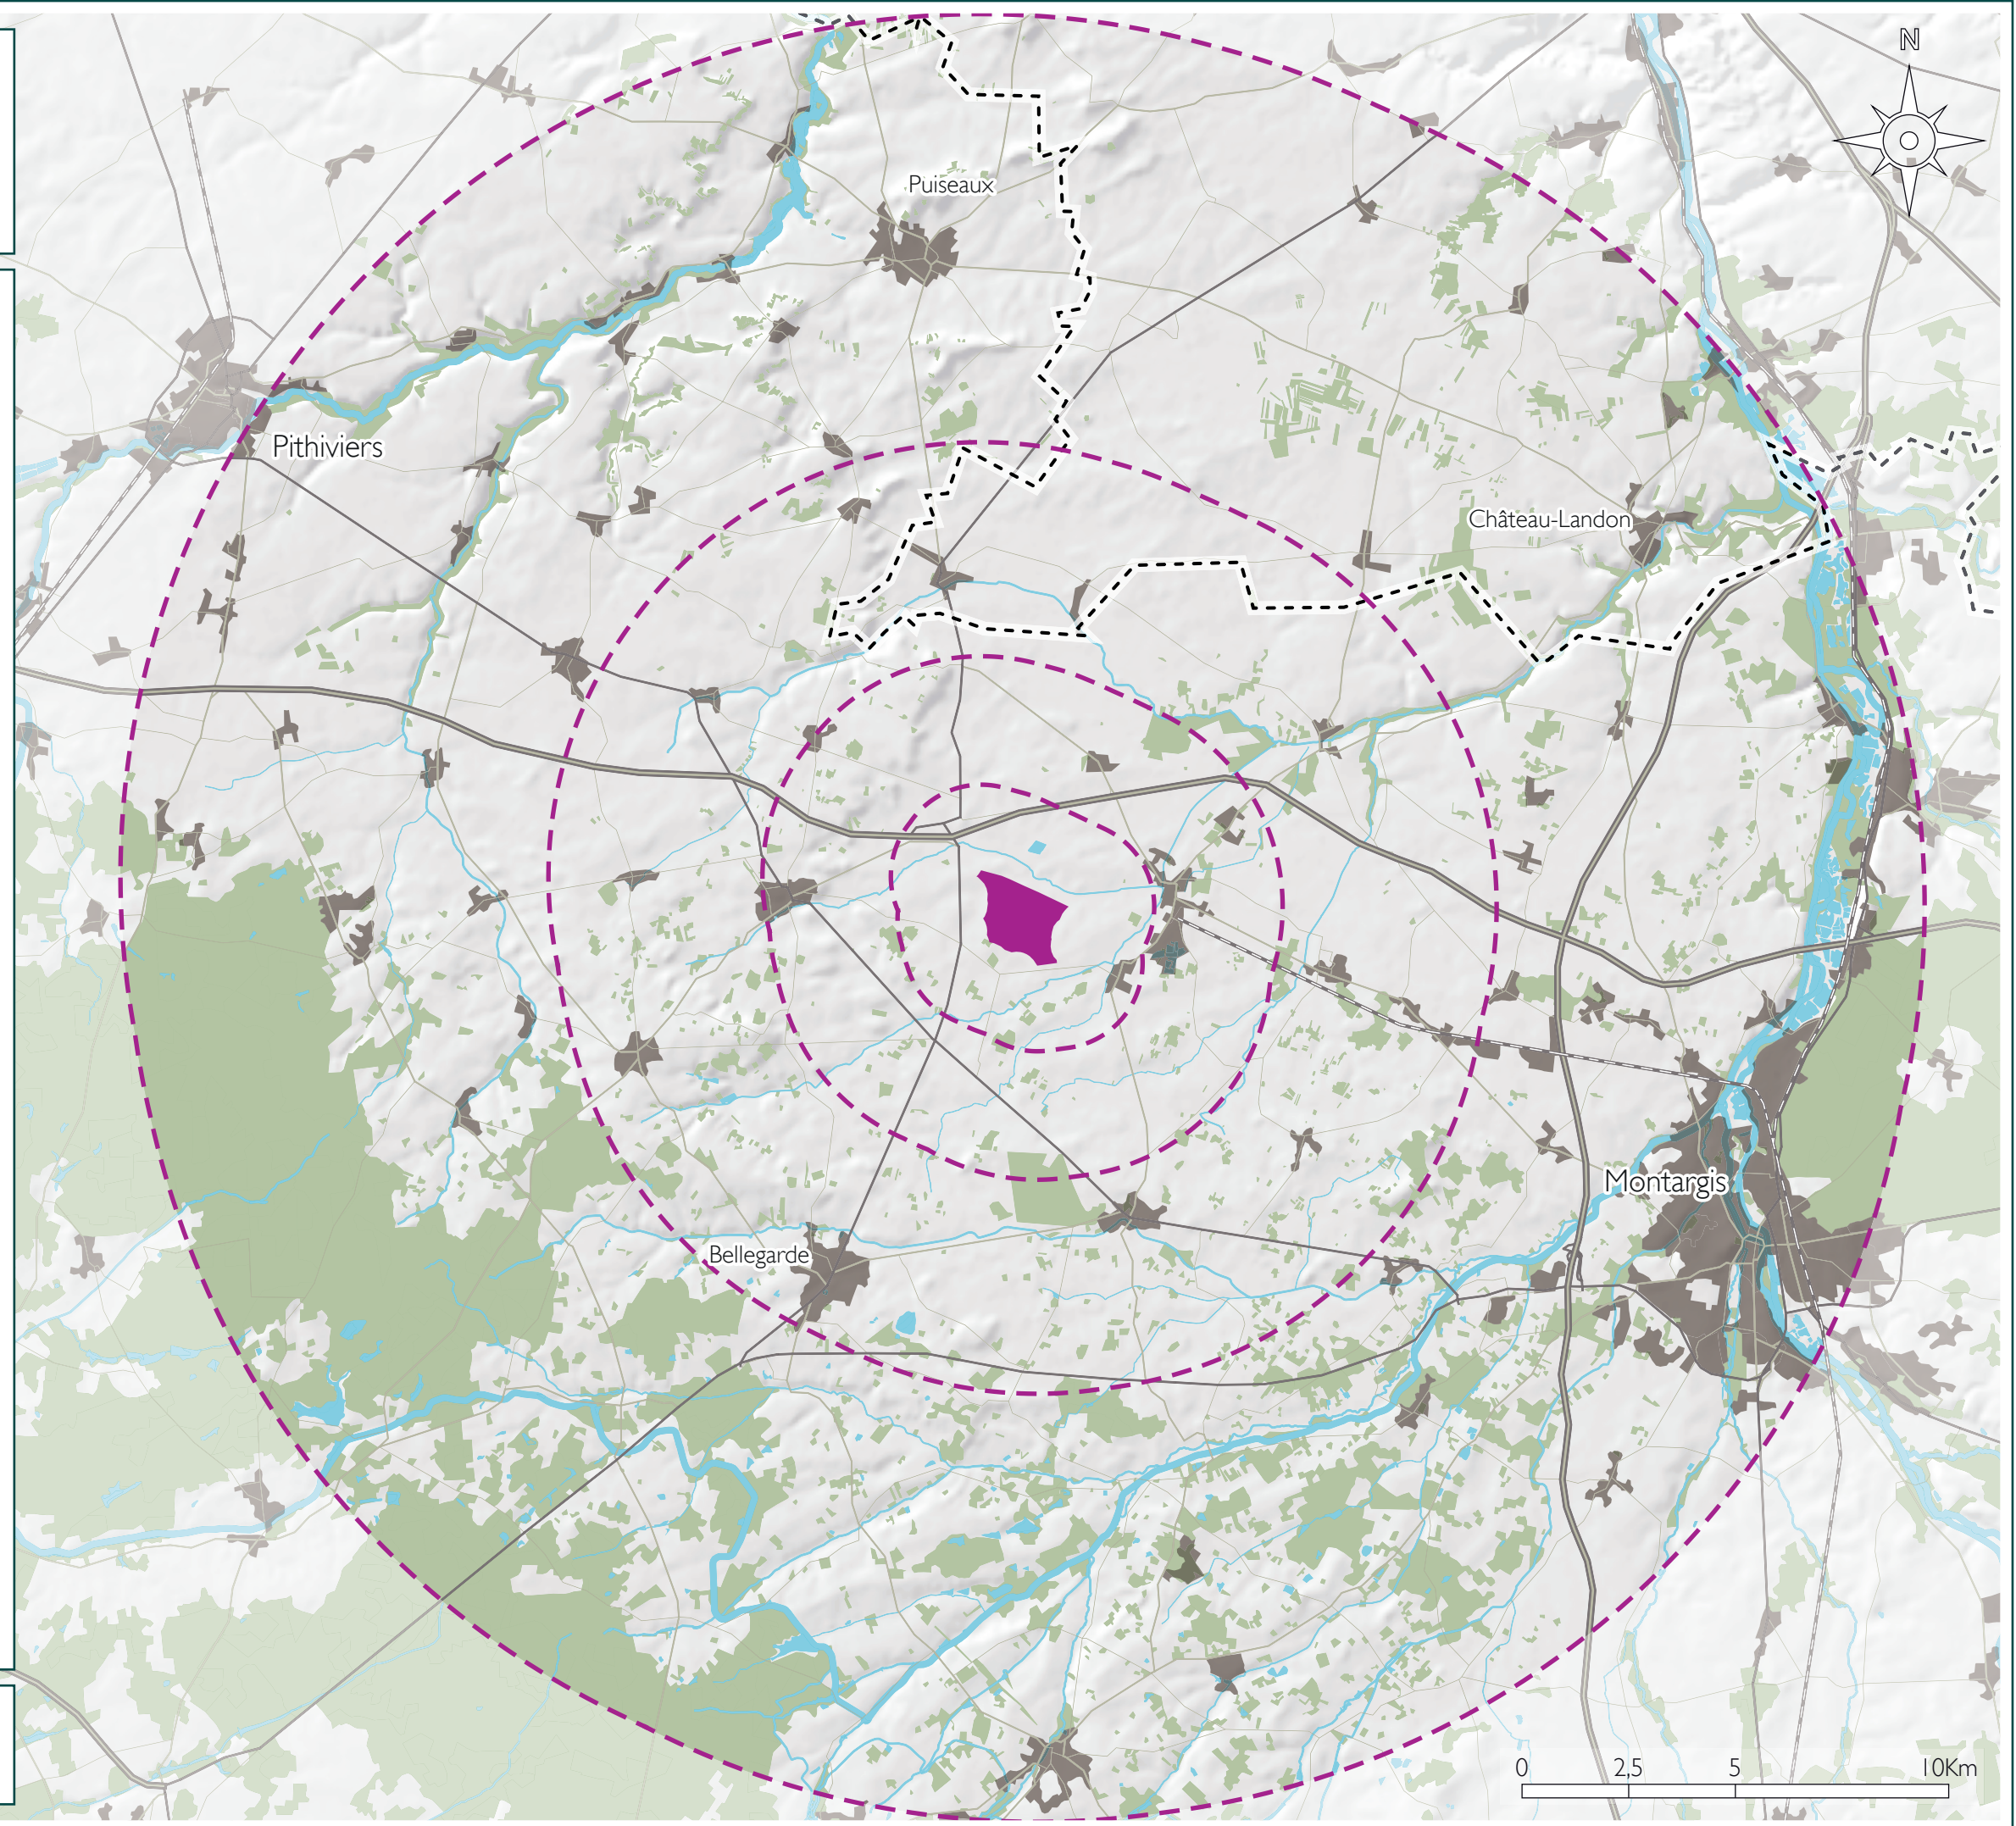 N
Puiseaux
Pithiviers
Château-Landon
Montargis
Bellegarde
0 2,5 5 10Km